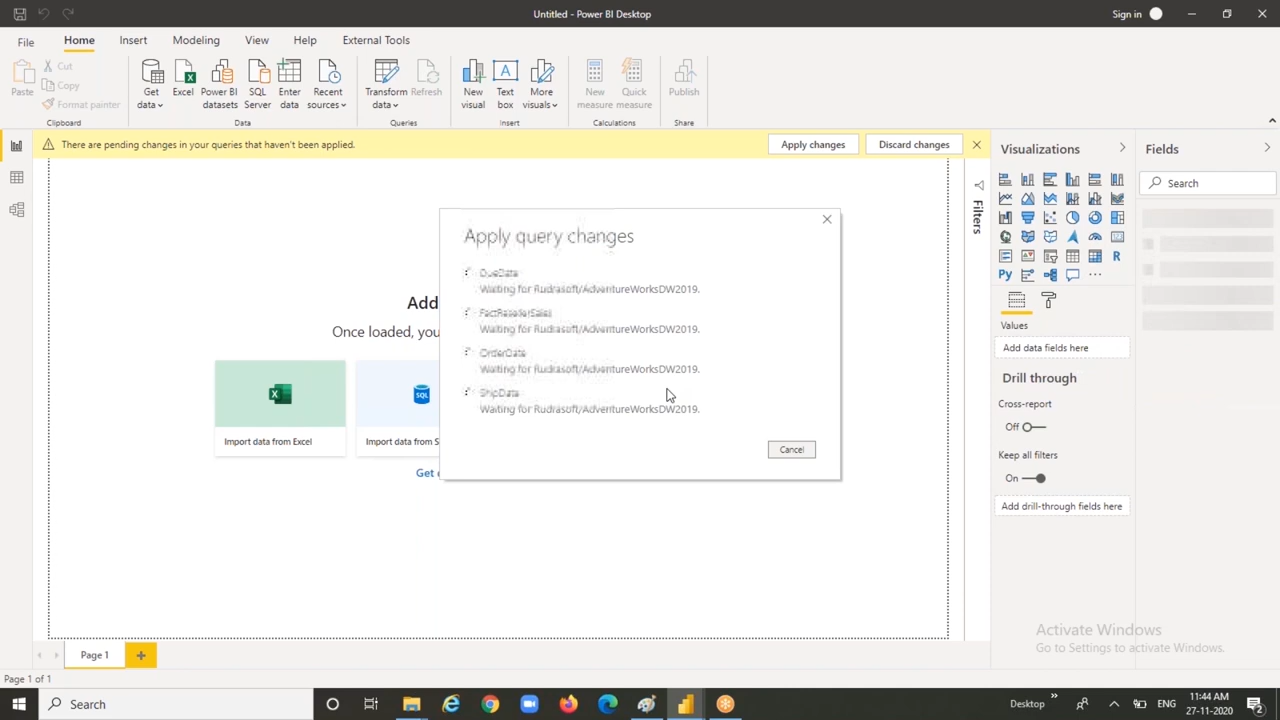 Untitled - Power BI Desktop
Sign in
File Home Insert Modeling View Help External Tools
Paste
Cut
Copy
Format painter
Clipboard
Get data
Excel
Power BI datasets
SQL Server
Enter data
Recent sources
Data
Transform data
Refresh
Queries
New visual
Text box
More visuals
Insert
New measure
Quick measure
Calculations
Publish
Share
There are pending changes in your queries that haven't been applied.
Apply changes
Discard changes
Visualizations
Fields
Search
Filters
Apply query changes
DueDate
Waiting for Rudrasoft/AdventureWorksDW2019.
FactResellerSales
Waiting for Rudrasoft/AdventureWorksDW2019.
OrderDate
Waiting for Rudrasoft/AdventureWorksDW2019.
ShipData
Waiting for Rudrasoft/AdventureWorksDW2019.
Cancel
Add
Once loaded, you
X
SQL
Import data from Excel
Import data from S
Get
R
Py
Values
Add data fields here
Drill through
Cross-report
Off
Keep all filters
On
Add drill-through fields here
Activate Windows
Go to Settings to activate Windows.
Page 1
Page 1 of 1
Search
Desktop
ENG
11:44 AM
27-11-2020
2